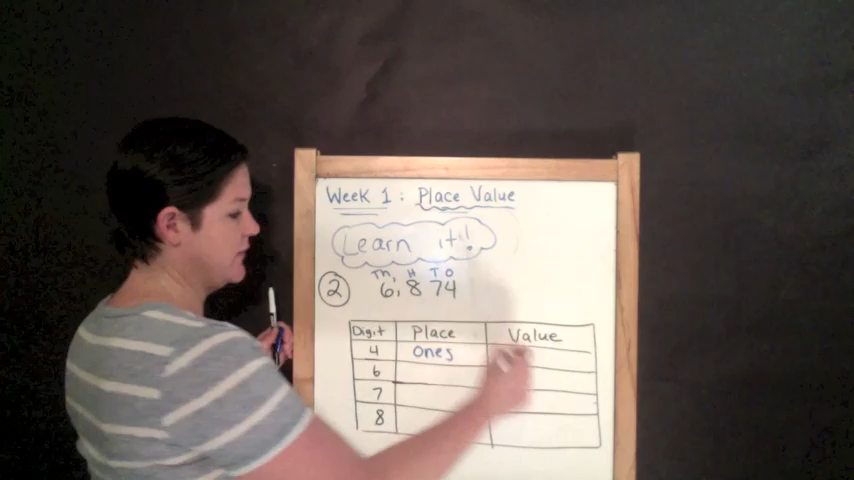 Week 1: Place Value
Learn it!
Th, H T O
② 6,874
Digit Place Value
4 Ones
6
7
8